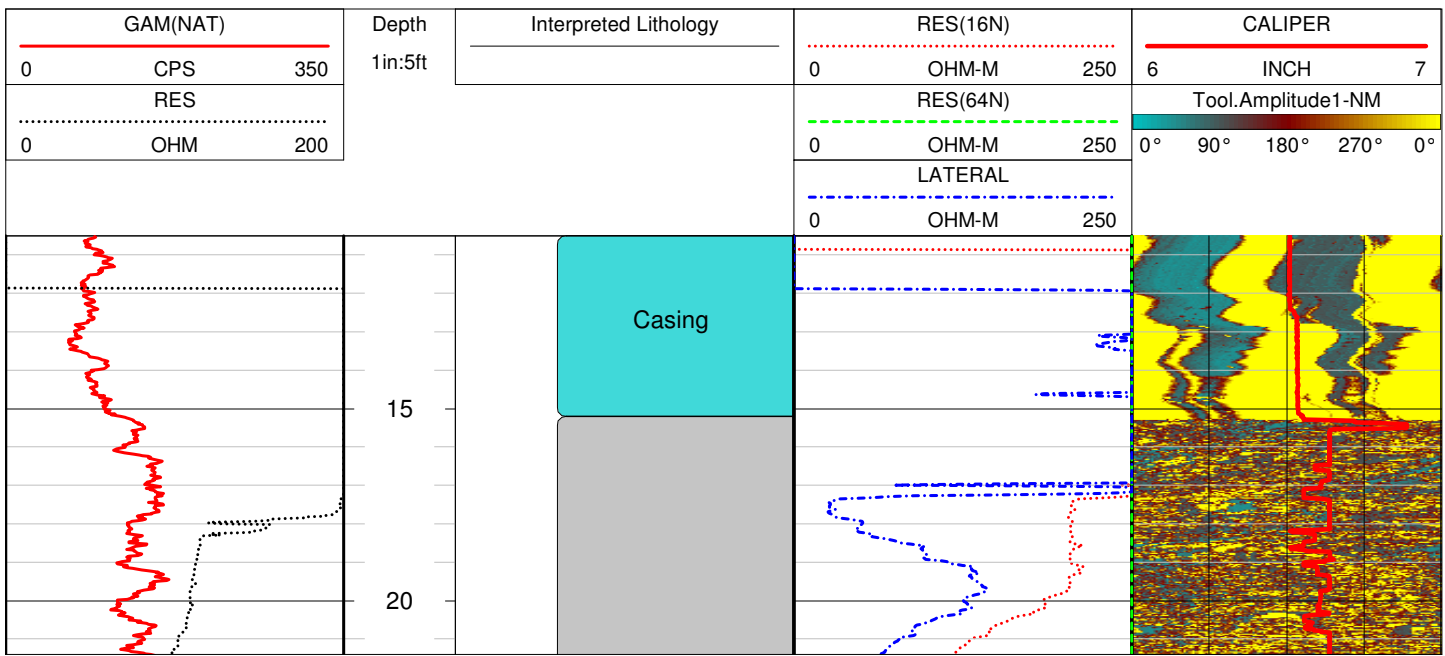 GAM(NAT)
0 CPS 350
RES
0 OHM 200
Depth
1in:5ft
Interpreted Lithology
RES(16N)
0 OHM-M 250
RES(64N)
0 OHM-M 250
LATERAL
0 OHM-M 250
CALIPER
6 INCH 7
Tool.Amplitude1-NM
0° 90° 180° 270° 0°
Casing
15
20